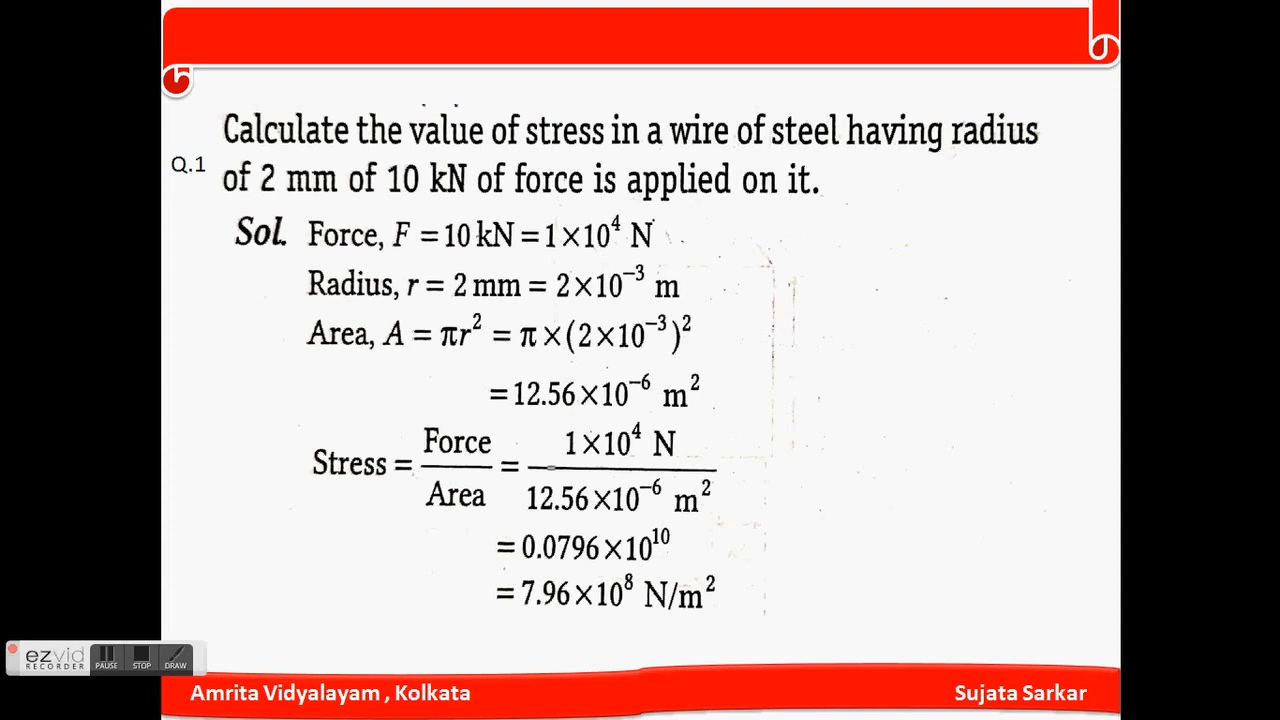 Calculate the value of stress in a wire of steel having radius
Q.1 of 2 mm of 10 kN of force is applied on it.
Sol. Force, F = 10 kN = 1×10⁴ N
Radius, r = 2 mm = 2×10⁻³ m
Area, A = πr² = π×(2×10⁻³)²
= 12.56×10⁻⁶ m²
Stress = Force/Area = 1×10⁴ N / 12.56×10⁻⁶ m²
= 0.0796×10¹⁰
= 7.96×10⁸ N/m²
ezvid
RECORDER
PAUSE STOP DRAW
Amrita Vidyalayam , Kolkata Sujata Sarkar